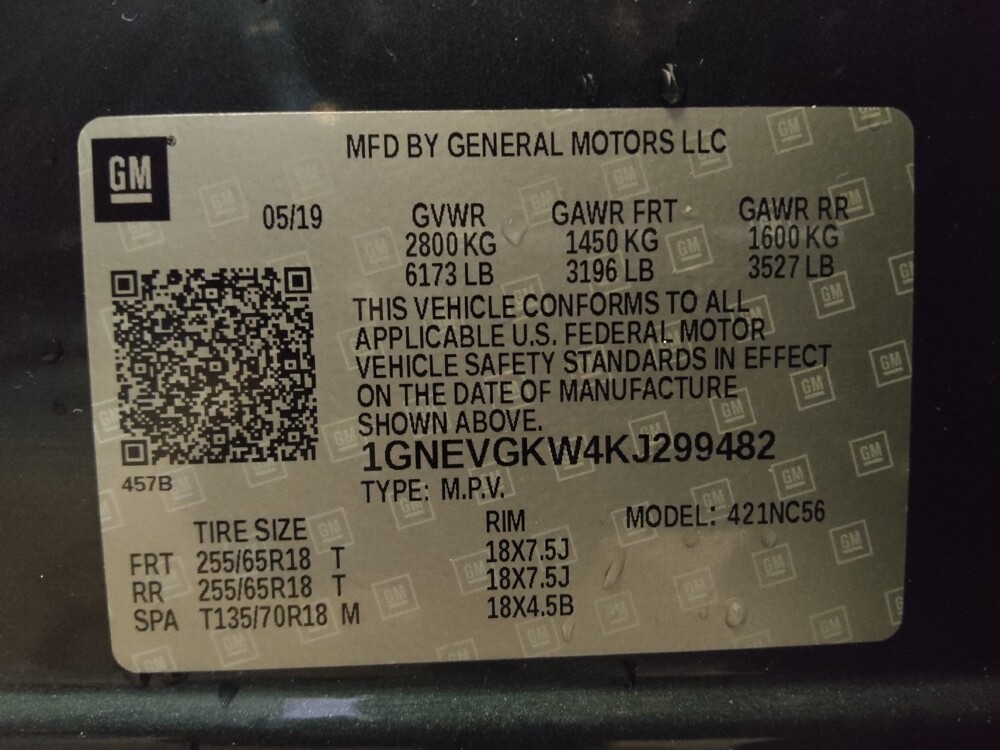 GM
MFD BY GENERAL MOTORS LLC
05/19 GVWR GAWR FRT GAWR RR
2800 KG 1450 KG 1600 KG
6173 LB 3196 LB 3527 LB
THIS VEHICLE CONFORMS TO ALL
APPLICABLE U.S. FEDERAL MOTOR
VEHICLE SAFETY STANDARDS IN EFFECT
ON THE DATE OF MANUFACTURE
SHOWN ABOVE.
1GNEVGKW4KJ299482
457B
TYPE: M.P.V.
TIRE SIZE RIM MODEL: 421NC56
FRT 255/65R18 T 18X7.5J
RR 255/65R18 T 18X7.5J
SPA T135/70R18 M 18X4.5B